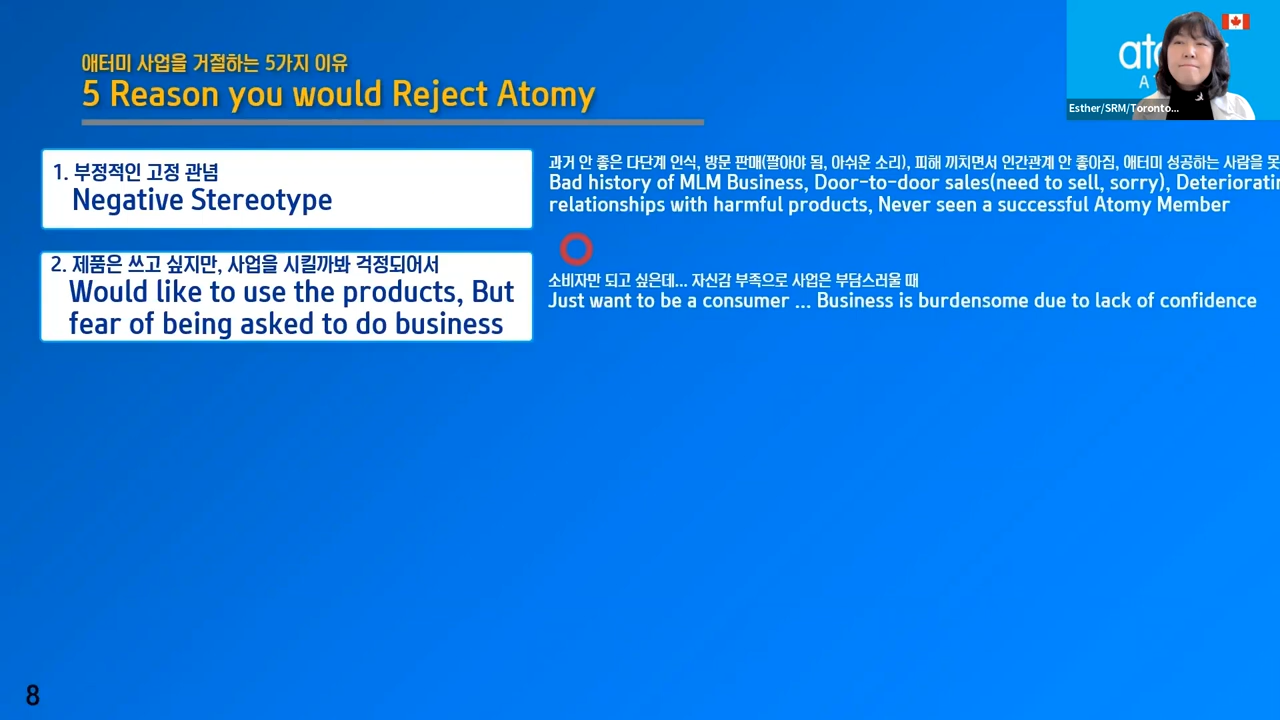 애터미 사업을 거절하는 5가지 이유
5 Reason you would Reject Atomy
Esther/SRM/Toronto...
1. 부정적인 고정 관념
Negative Stereotype
과거 안 좋은 다단계 인식, 방문 판매(팔아야 됨, 아쉬운 소리), 피해 끼치면서 인간관계 안 좋아짐, 애터미 성공하는 사람을 못
Bad history of MLM Business, Door-to-door sales(need to sell, sorry), Deterioratin
relationships with harmful products, Never seen a successful Atomy Member
2. 제품은 쓰고 싶지만, 사업을 시킬까봐 걱정되어서
Would like to use the products, But
fear of being asked to do business
소비자만 되고 싶은데... 자신감 부족으로 사업은 부담스러울 때
Just want to be a consumer ... Business is burdensome due to lack of confidence
8